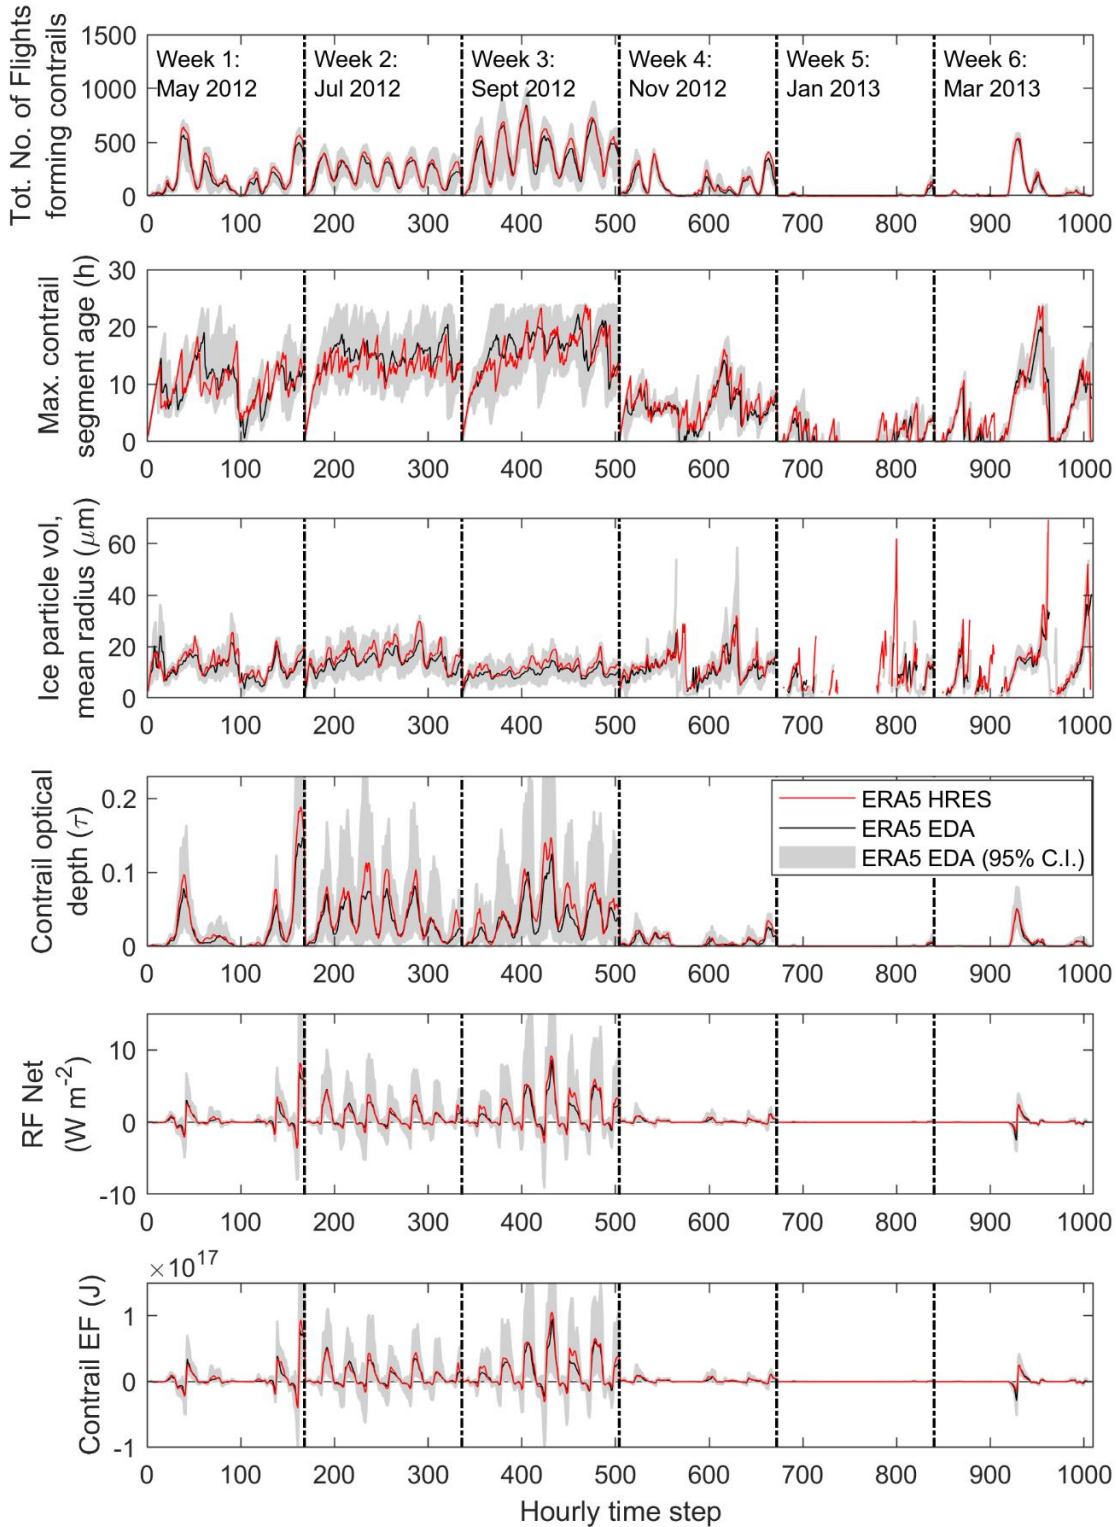 Tot. No. of Flights
forming contrails
1500
1000
500
0
Week 1:
May 2012
Week 2:
Jul 2012
Week 3:
Sept 2012
Week 4:
Nov 2012
Week 5:
Jan 2013
Week 6:
Mar 2013
0 100 200 300 400 500 600 700 800 900 1000
Max. contrail
segment age (h)
30
20
10
0
0 100 200 300 400 500 600 700 800 900 1000
Ice particle vol,
mean radius (μm)
60
40
20
0
0 100 200 300 400 500 600 700 800 900 1000
Contrail optical
depth (τ)
0.2
0.1
0
ERA5 HRES
ERA5 EDA
ERA5 EDA (95% C.I.)
0 100 200 300 400 500 600 700 800 900 1000
RF Net
(W m⁻²)
10
0
-10
0 100 200 300 400 500 600 700 800 900 1000
×10¹⁷
Contrail EF (J)
1
0
-1
0 100 200 300 400 500 600 700 800 900 1000
Hourly time step